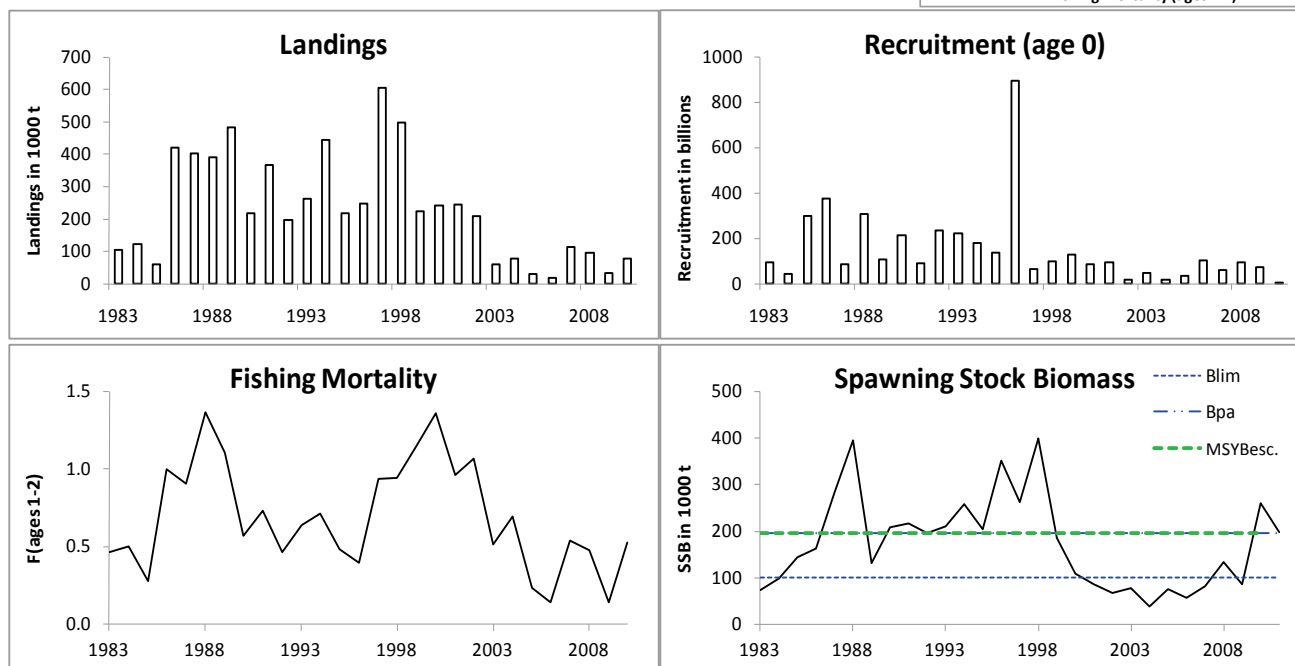 Landings
Landings in 1000 t
700
600
500
400
300
200
100
0
1983 1988 1993 1998 2003 2008
Recruitment (age 0)
Recruitment in billions
1000
800
600
400
200
0
1983 1988 1993 1998 2003 2008
Fishing Mortality
F(ages 1-2)
1.5
1.0
0.5
0.0
1983 1988 1993 1998 2003 2008
Spawning Stock Biomass
SSB in 1000 t
500
400
300
200
100
0
1983 1988 1993 1998 2003 2008
Blim
Bpa
MSYBesc.